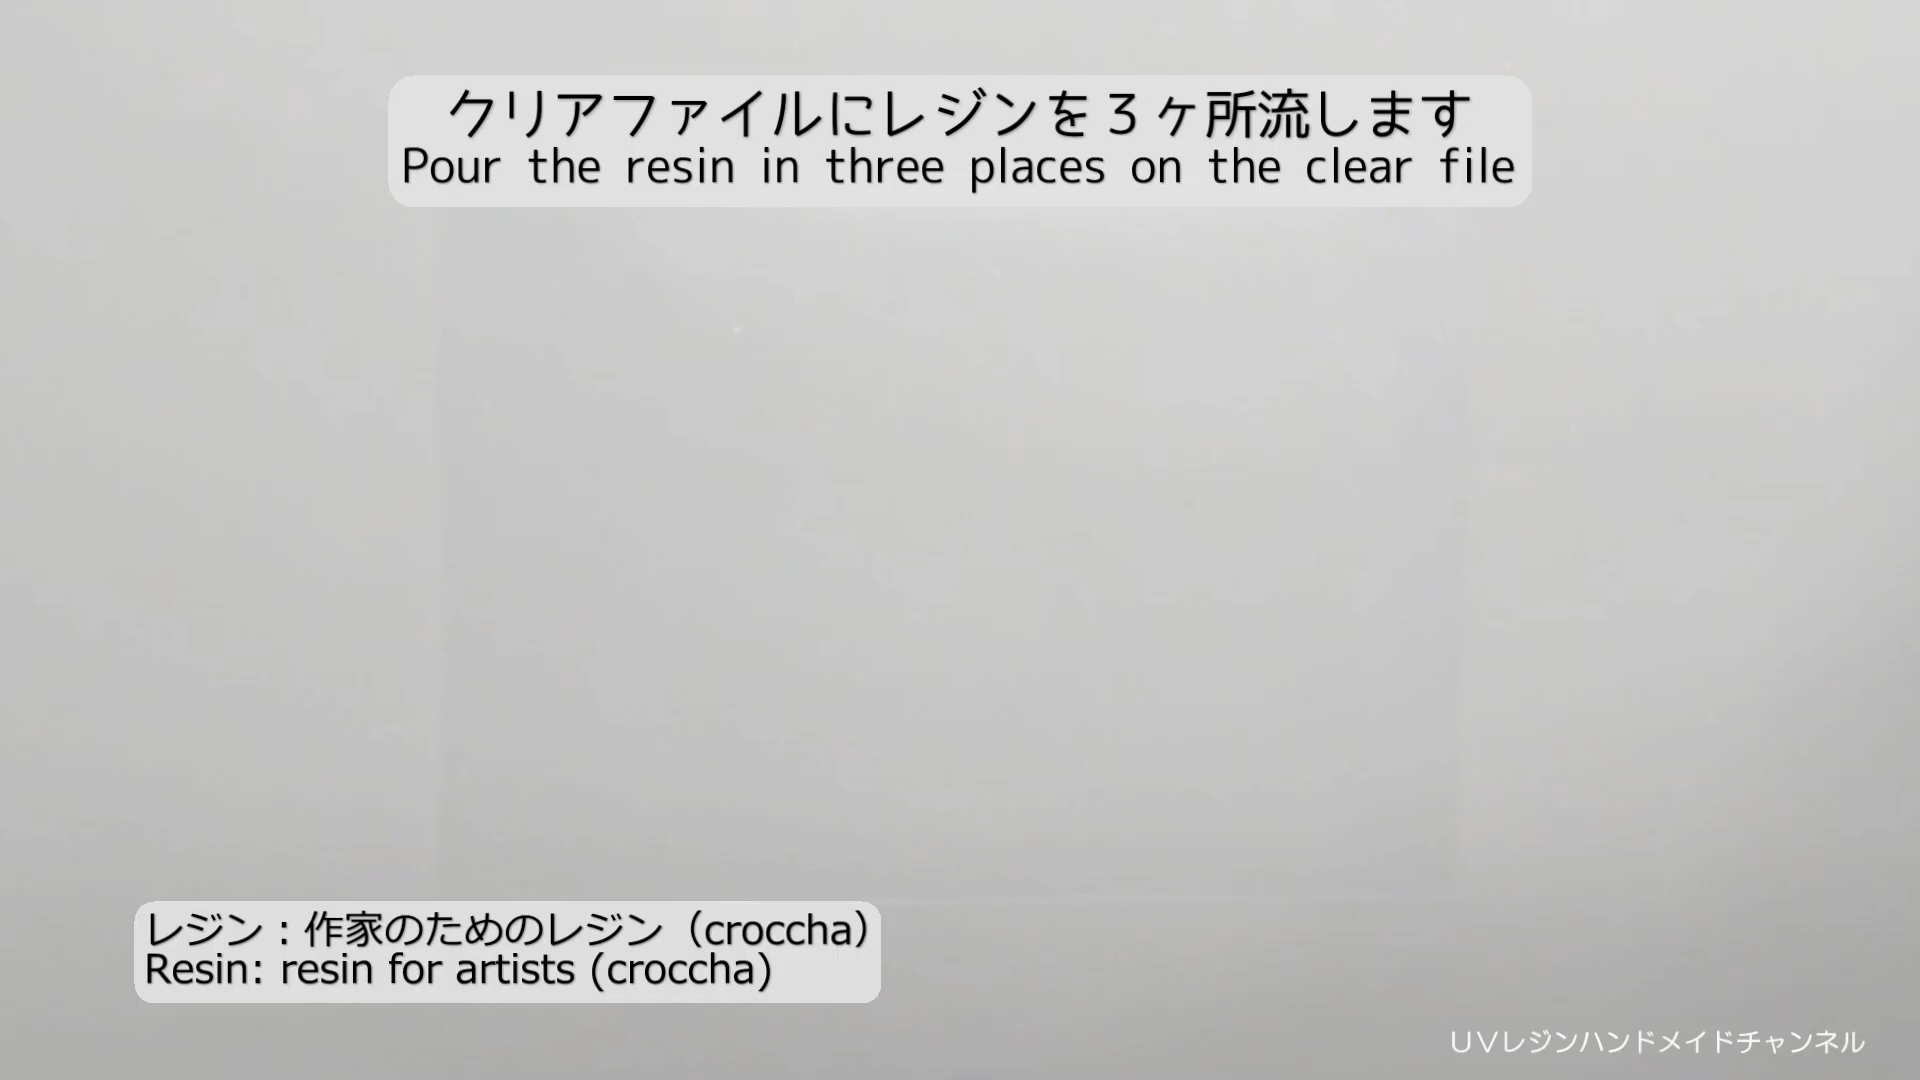 クリアファイルにレジンを３ヶ所流します
Pour the resin in three places on the clear file
レジン：作家のためのレジン（croccha）
Resin: resin for artists (croccha)
ＵＶレジンハンドメイドチャンネル